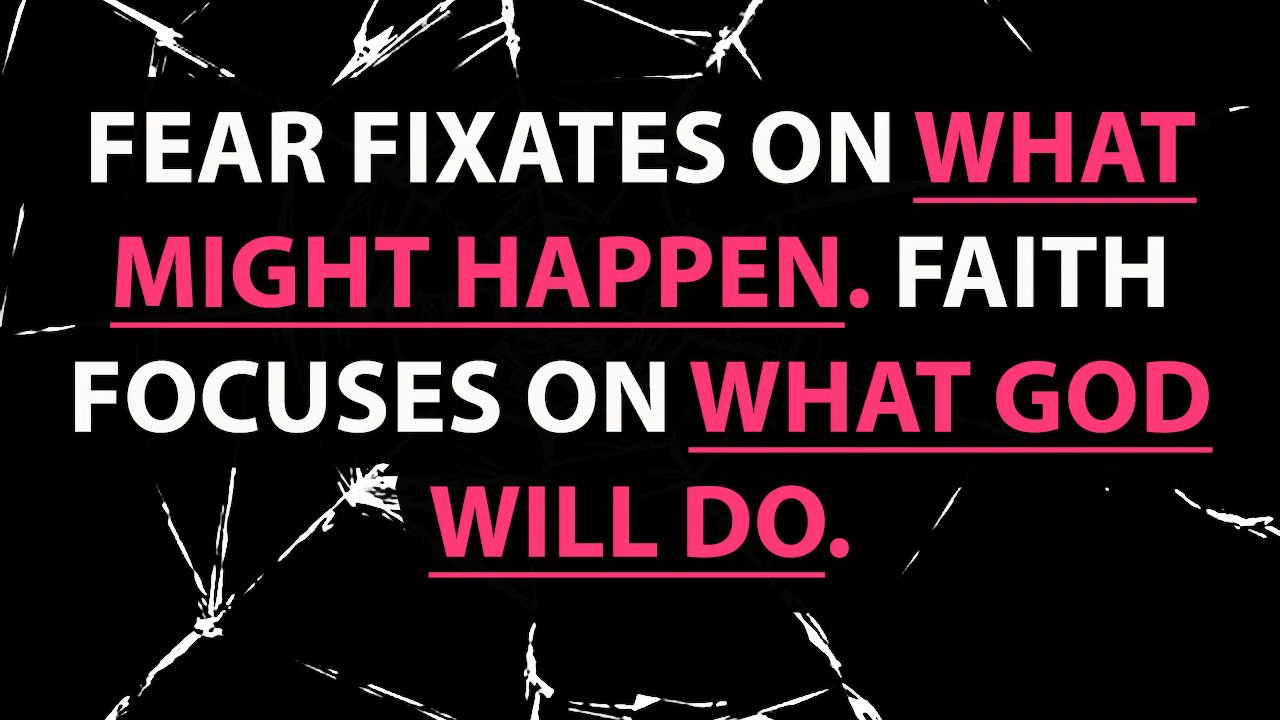 FEAR FIXATES ON WHAT
MIGHT HAPPEN. FAITH
FOCUSES ON WHAT GOD
WILL DO.